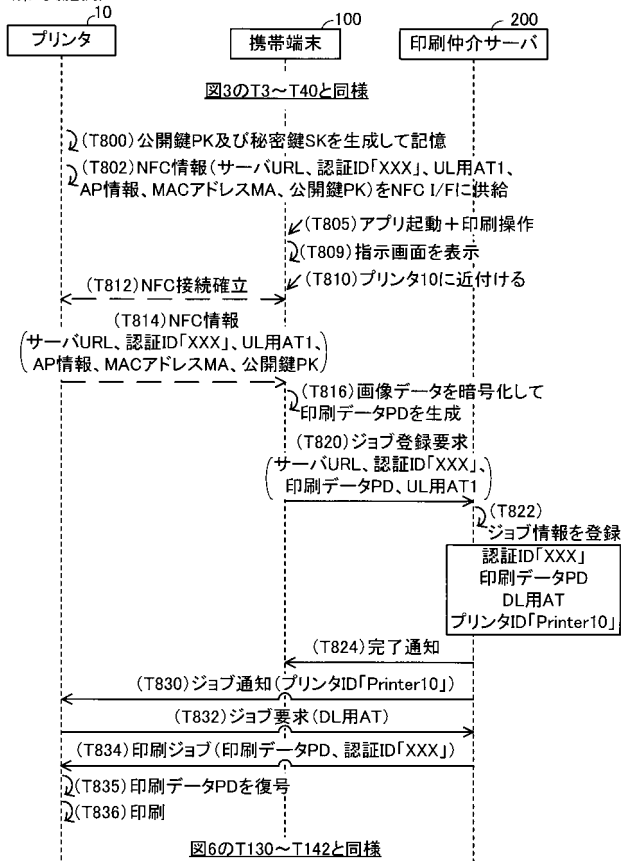 10
プリンタ
100
携帯端末
200
印刷仲介サーバ
図3のT3～T40と同様
(T800)公開鍵PK及び秘密鍵SKを生成して記憶
(T802)NFC情報(サーバURL、認証ID「XXX」、UL用AT1、
AP情報、MACアドレスMA、公開鍵PK)をNFC I/Fに供給
(T805)アプリ起動+印刷操作
(T809)指示画面を表示
(T810)プリンタ10に近付ける
(T812)NFC接続確立
(T814)NFC情報
(サーバURL、認証ID「XXX」、UL用AT1、
AP情報、MACアドレスMA、公開鍵PK)
(T816)画像データを暗号化して
印刷データPDを生成
(T820)ジョブ登録要求
(サーバURL、認証ID「XXX」、
印刷データPD、UL用AT1)
(T822)
ジョブ情報を登録
認証ID「XXX」
印刷データPD
DL用AT
プリンタID「Printer10」
(T824)完了通知
(T830)ジョブ通知(プリンタID「Printer10」)
(T832)ジョブ要求(DL用AT)
(T834)印刷ジョブ(印刷データPD、認証ID「XXX」)
(T835)印刷データPDを復号
(T836)印刷
図6のT130～T142と同様